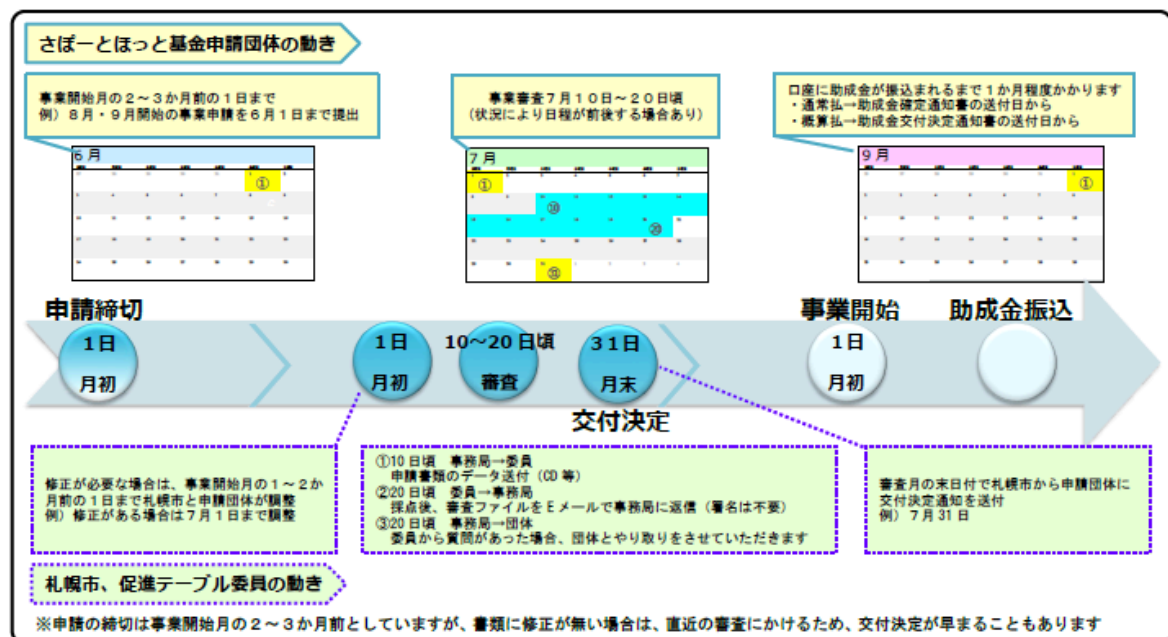 さぽーとほっと基金申請団体の動き
事業開始月の2～3か月前の1日まで
例）8月・9月開始の事業申請を6月1日まで提出
事業審査7月10日～20日頃
（状況により日程が前後する場合あり）
口座に助成金が振込まれるまで1か月程度かかります
・通常払→助成金確定通知書の送付日から
・概算払→助成金交付決定通知書の送付日から
6月
①
7月
①
⑩
⑳
㉛
9月
①
申請締切
事業開始
助成金振込
1日
月初
1日
月初
10～20日頃
審査
31日
月末
1日
月初
交付決定
修正が必要な場合は、事業開始月の1～2か
月前の1日まで札幌市と申請団体が調整
例）修正がある場合は7月1日まで調整
①10日頃　事務局→委員
申請書類のデータ送付（CD等）
②20日頃　委員→事務局
採点後、審査ファイルをEメールで事務局に返信（署名は不要）
③20日頃　事務局→団体
委員から質問があった場合、団体とやり取りをさせていただきます
審査月の末日付で札幌市から申請団体に
交付決定通知を送付
例）7月31日
札幌市、促進テーブル委員の動き
※申請の締切は事業開始月の2～3か月前としていますが、書類に修正が無い場合は、直近の審査にかけるため、交付決定が早まることもあります